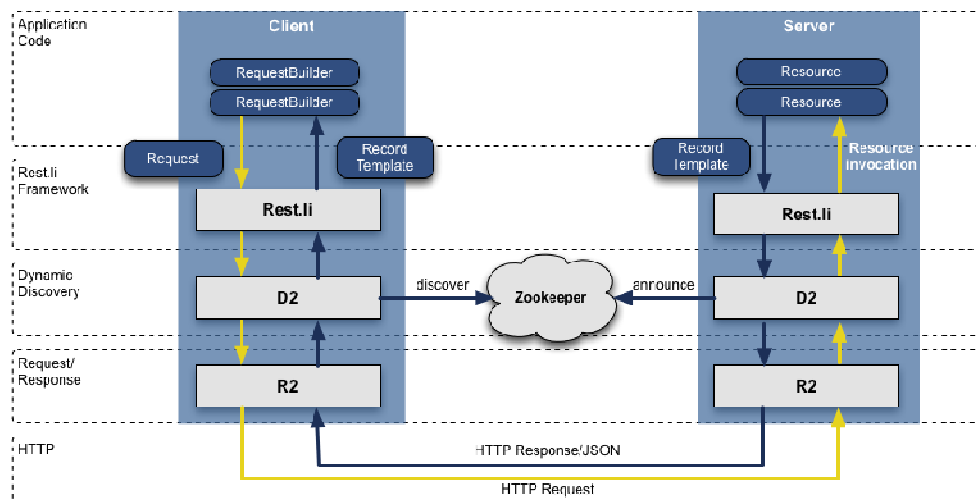 Application
Code
Client
Server
RequestBuilder
RequestBuilder
Resource
Resource
Request
Record
Template
Record
Template
Resource
invocation
Rest.li
Framework
Rest.li
Rest.li
Dynamic
Discovery
D2
discover
Zookeeper
announce
D2
Request/
Response
R2
R2
HTTP
HTTP Response/JSON
HTTP Request